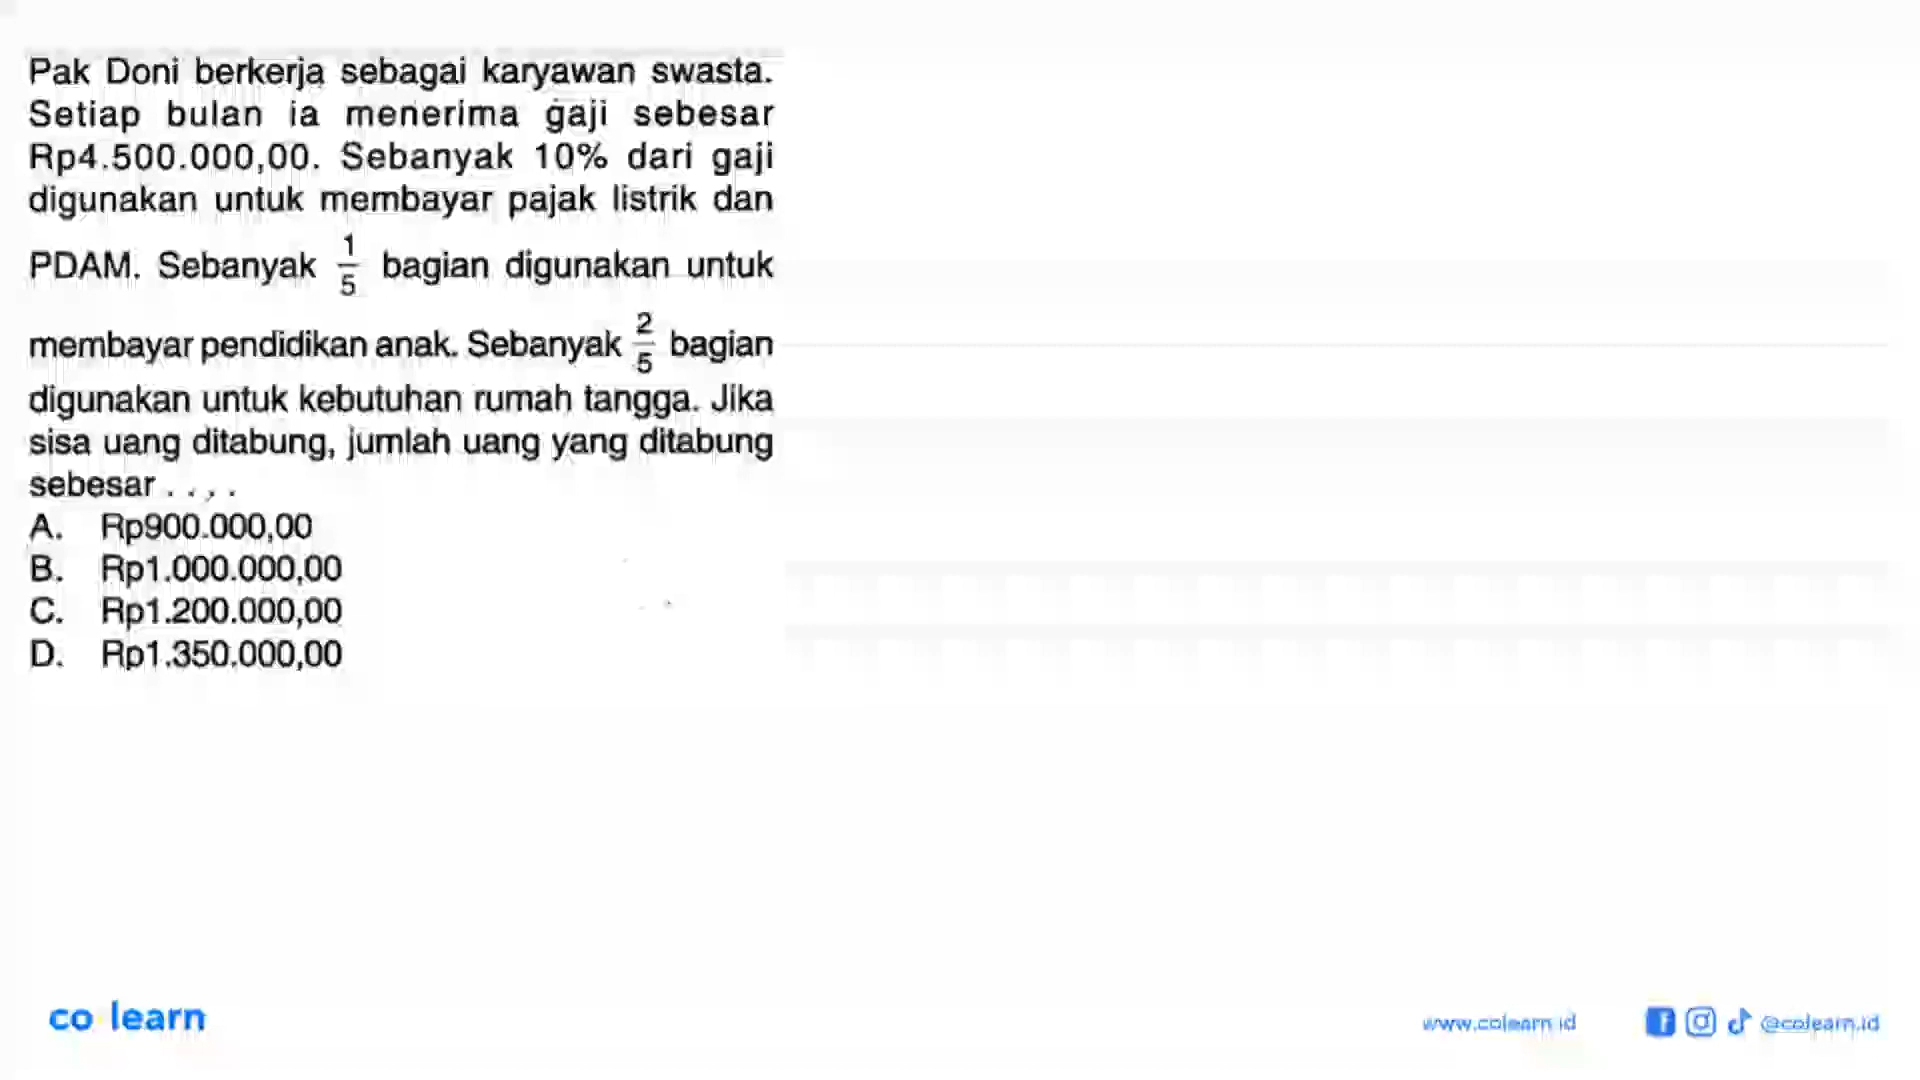 Pak Doni berkerja sebagai karyawan swasta.
Setiap bulan ia menerima gaji sebesar
Rp4.500.000,00. Sebanyak 10% dari gaji
digunakan untuk membayar pajak listrik dan
PDAM. Sebanyak 1/5 bagian digunakan untuk
membayar pendidikan anak. Sebanyak 2/5 bagian
digunakan untuk kebutuhan rumah tangga. Jika
sisa uang ditabung, jumlah uang yang ditabung
sebesar . . . .
A. Rp900.000,00
B. Rp1.000.000,00
C. Rp1.200.000,00
D. Rp1.350.000,00
co learn
www.colearn.id
@colearn.id